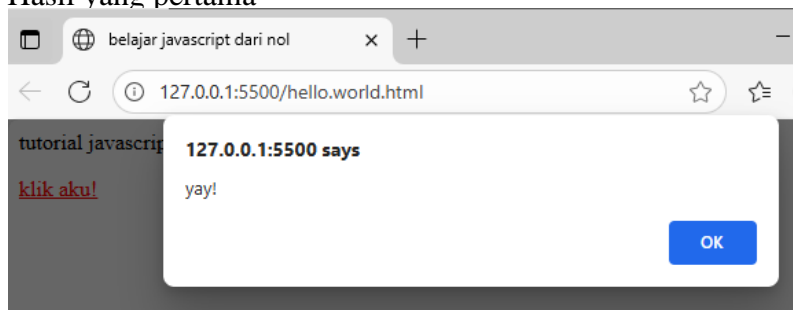 Hasil yang pertama
belajar javascript dari nol
127.0.0.1:5500/hello.world.html
tutorial javascrip
127.0.0.1:5500 says
klik aku!
yay!
OK